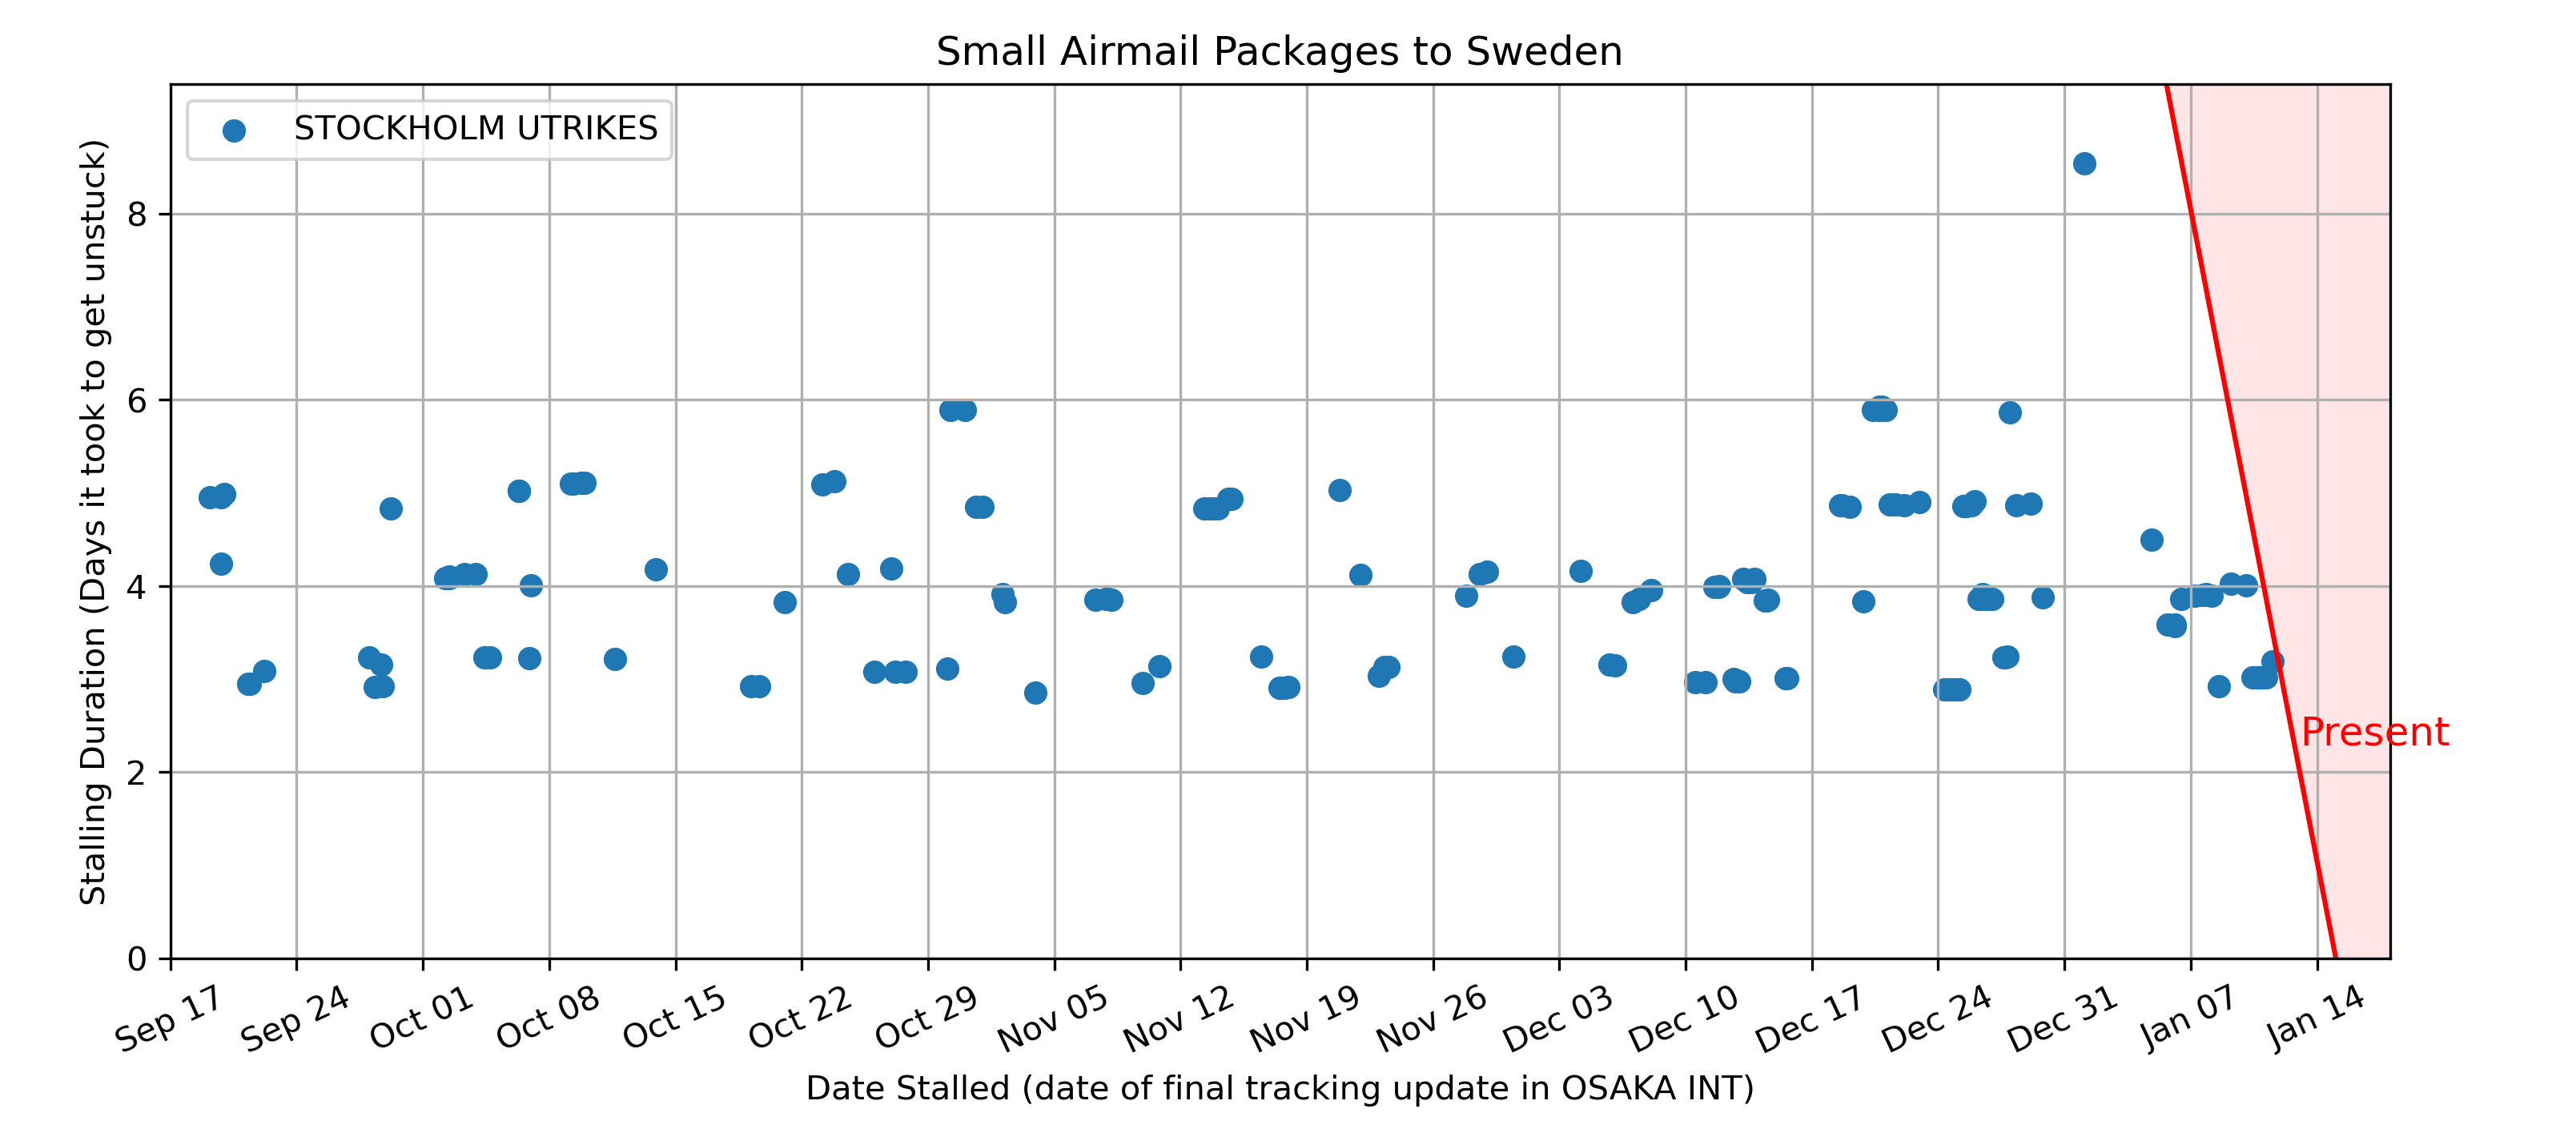 Small Airmail Packages to Sweden
STOCKHOLM UTRIKES
Stalling Duration (Days it took to get unstuck)
8
6
4
2
0
Present
Sep 17
Sep 24
Oct 01
Oct 08
Oct 15
Oct 22
Oct 29
Nov 05
Nov 12
Nov 19
Nov 26
Dec 03
Dec 10
Dec 17
Dec 24
Dec 31
Jan 07
Jan 14
Date Stalled (date of final tracking update in OSAKA INT)